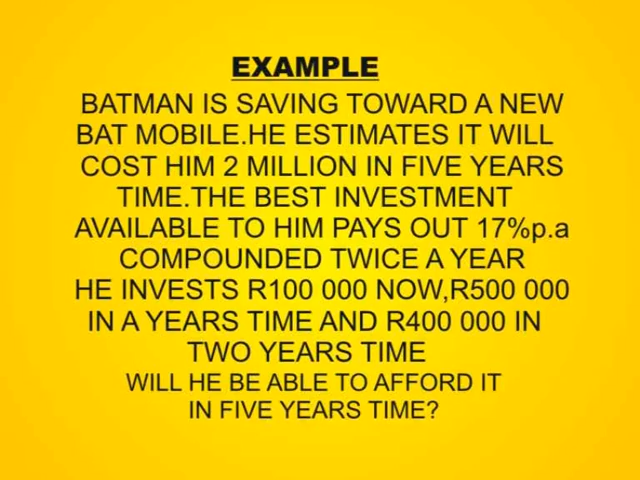 EXAMPLE
BATMAN IS SAVING TOWARD A NEW
BAT MOBILE.HE ESTIMATES IT WILL
COST HIM 2 MILLION IN FIVE YEARS
TIME.THE BEST INVESTMENT
AVAILABLE TO HIM PAYS OUT 17%p.a
COMPOUNDED TWICE A YEAR
HE INVESTS R100 000 NOW,R500 000
IN A YEARS TIME AND R400 000 IN
TWO YEARS TIME
WILL HE BE ABLE TO AFFORD IT
IN FIVE YEARS TIME?